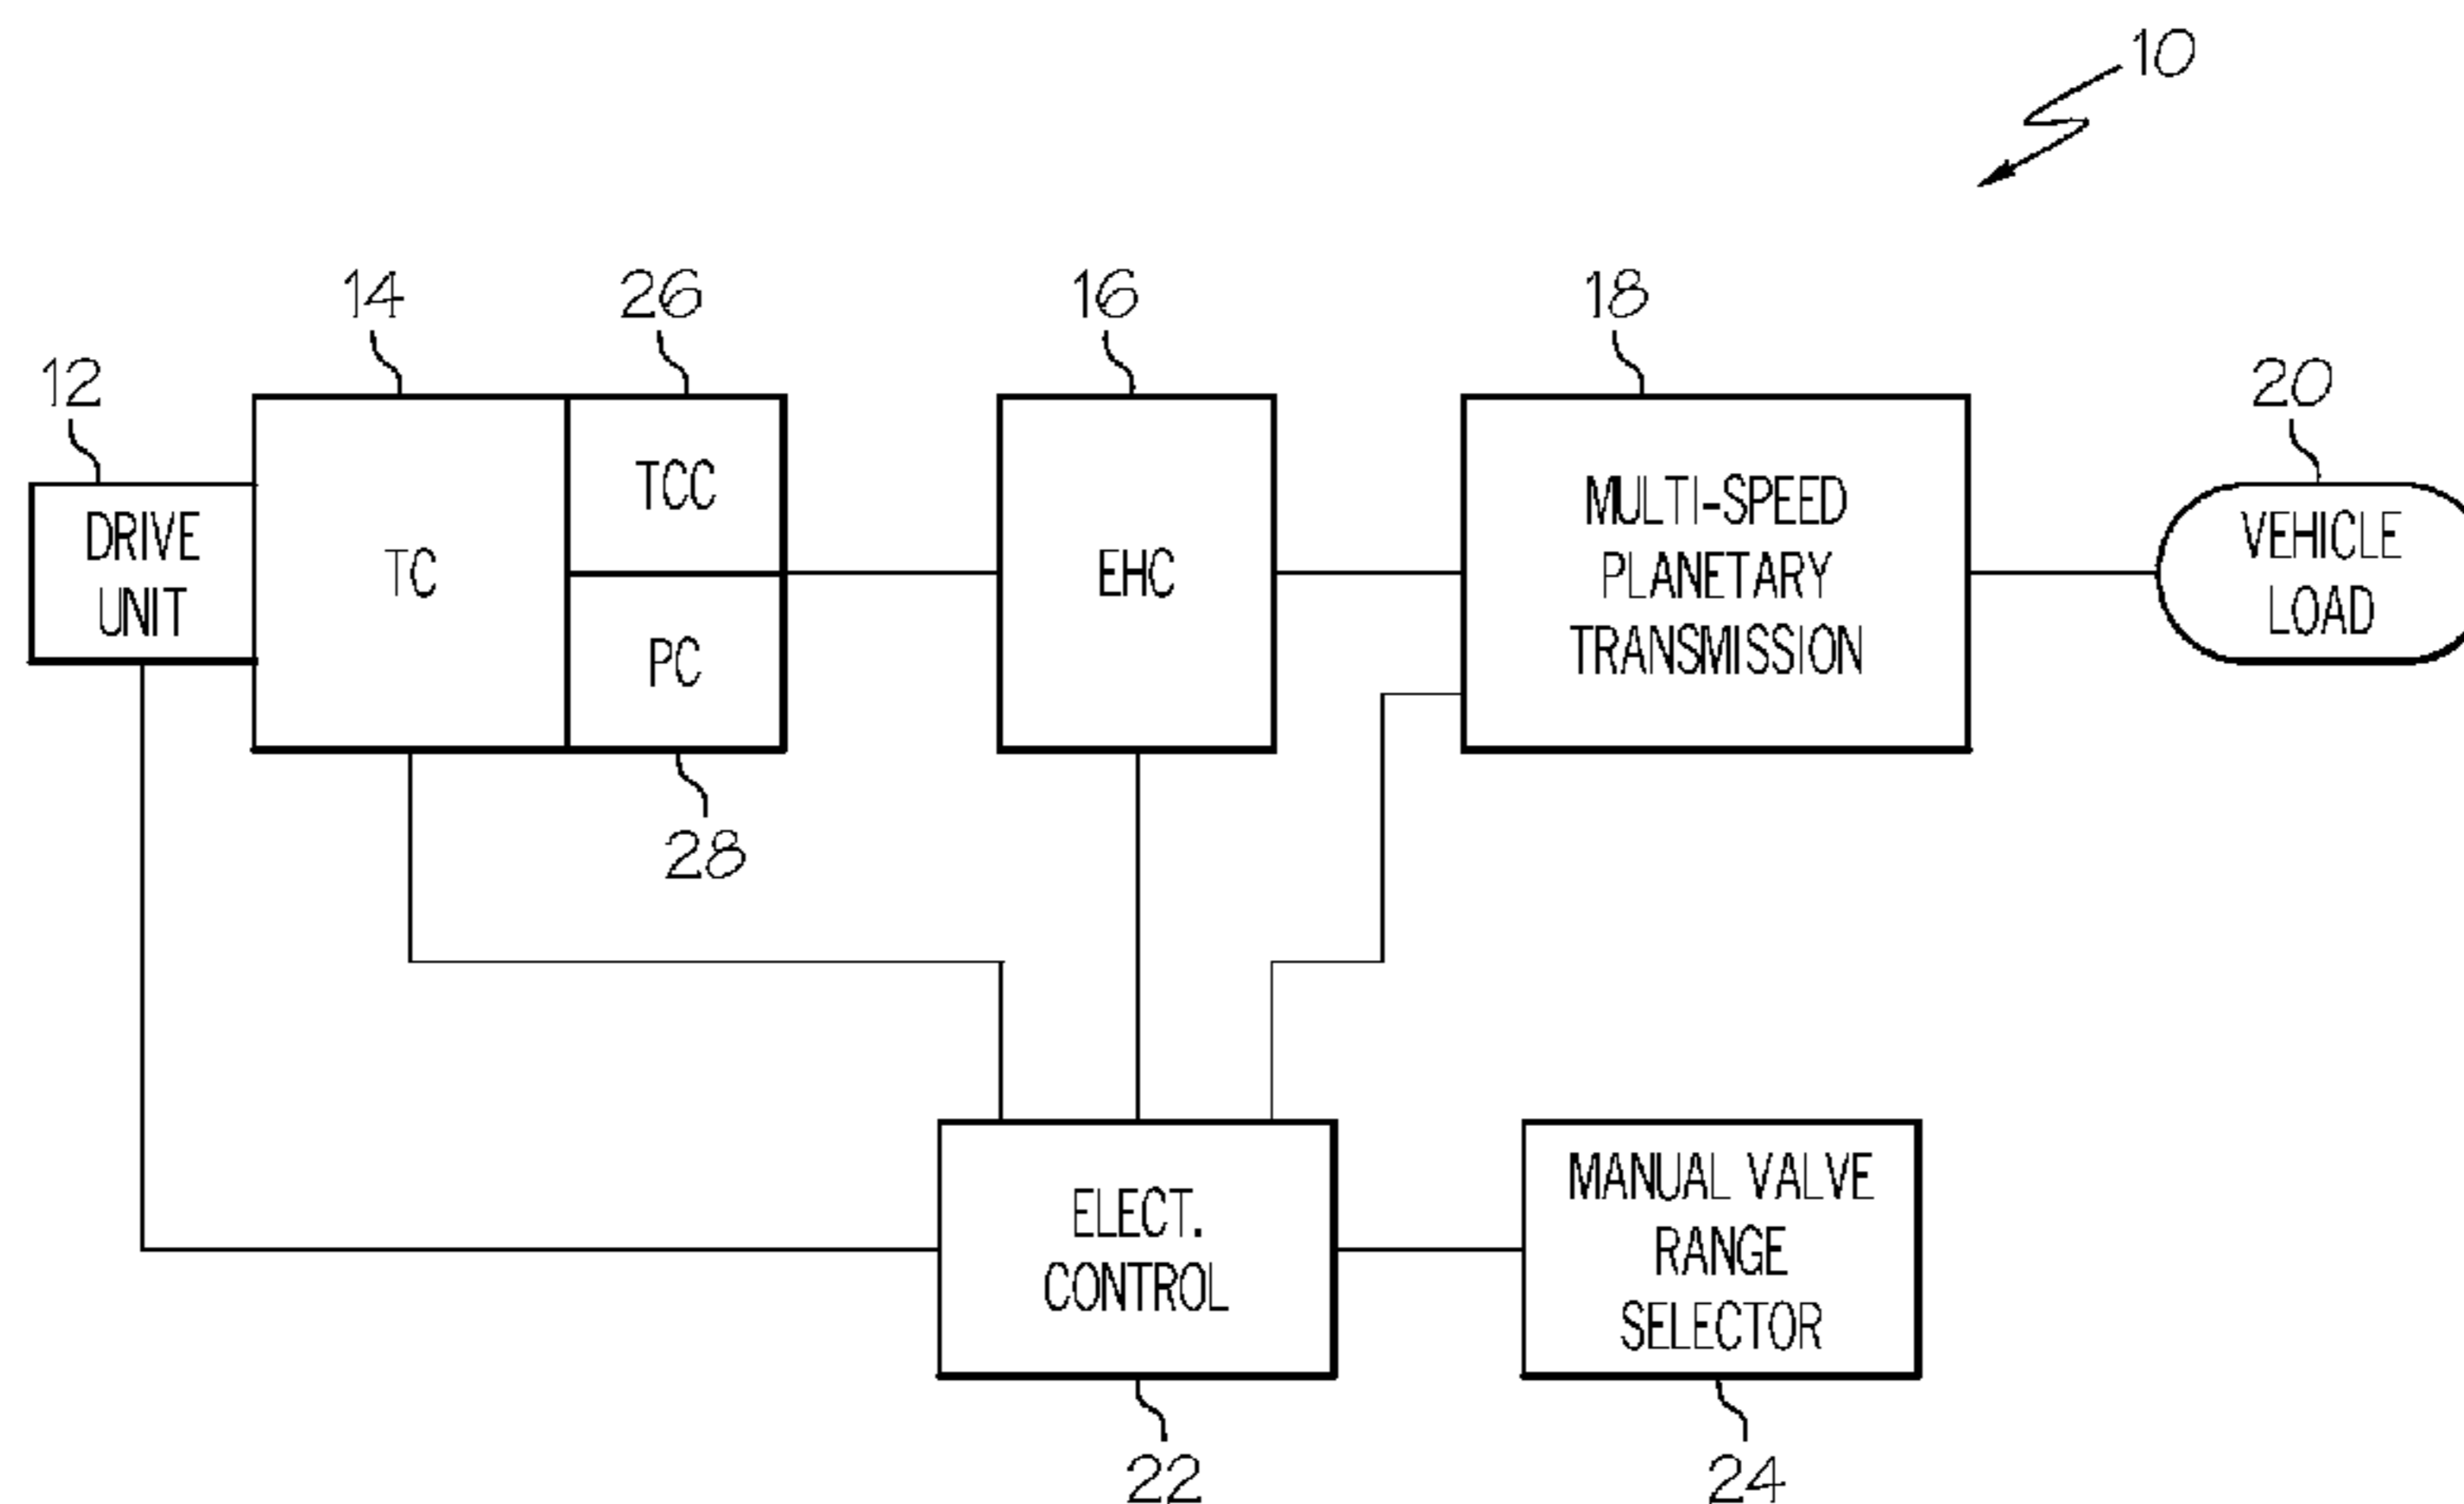 10
14
26
16
18
12
20
DRIVE
UNIT
TC
TCC
PC
EHC
MULTI-SPEED
PLANETARY
TRANSMISSION
VEHICLE
LOAD
28
ELECT.
CONTROL
MANUAL VALVE
RANGE
SELECTOR
22
24